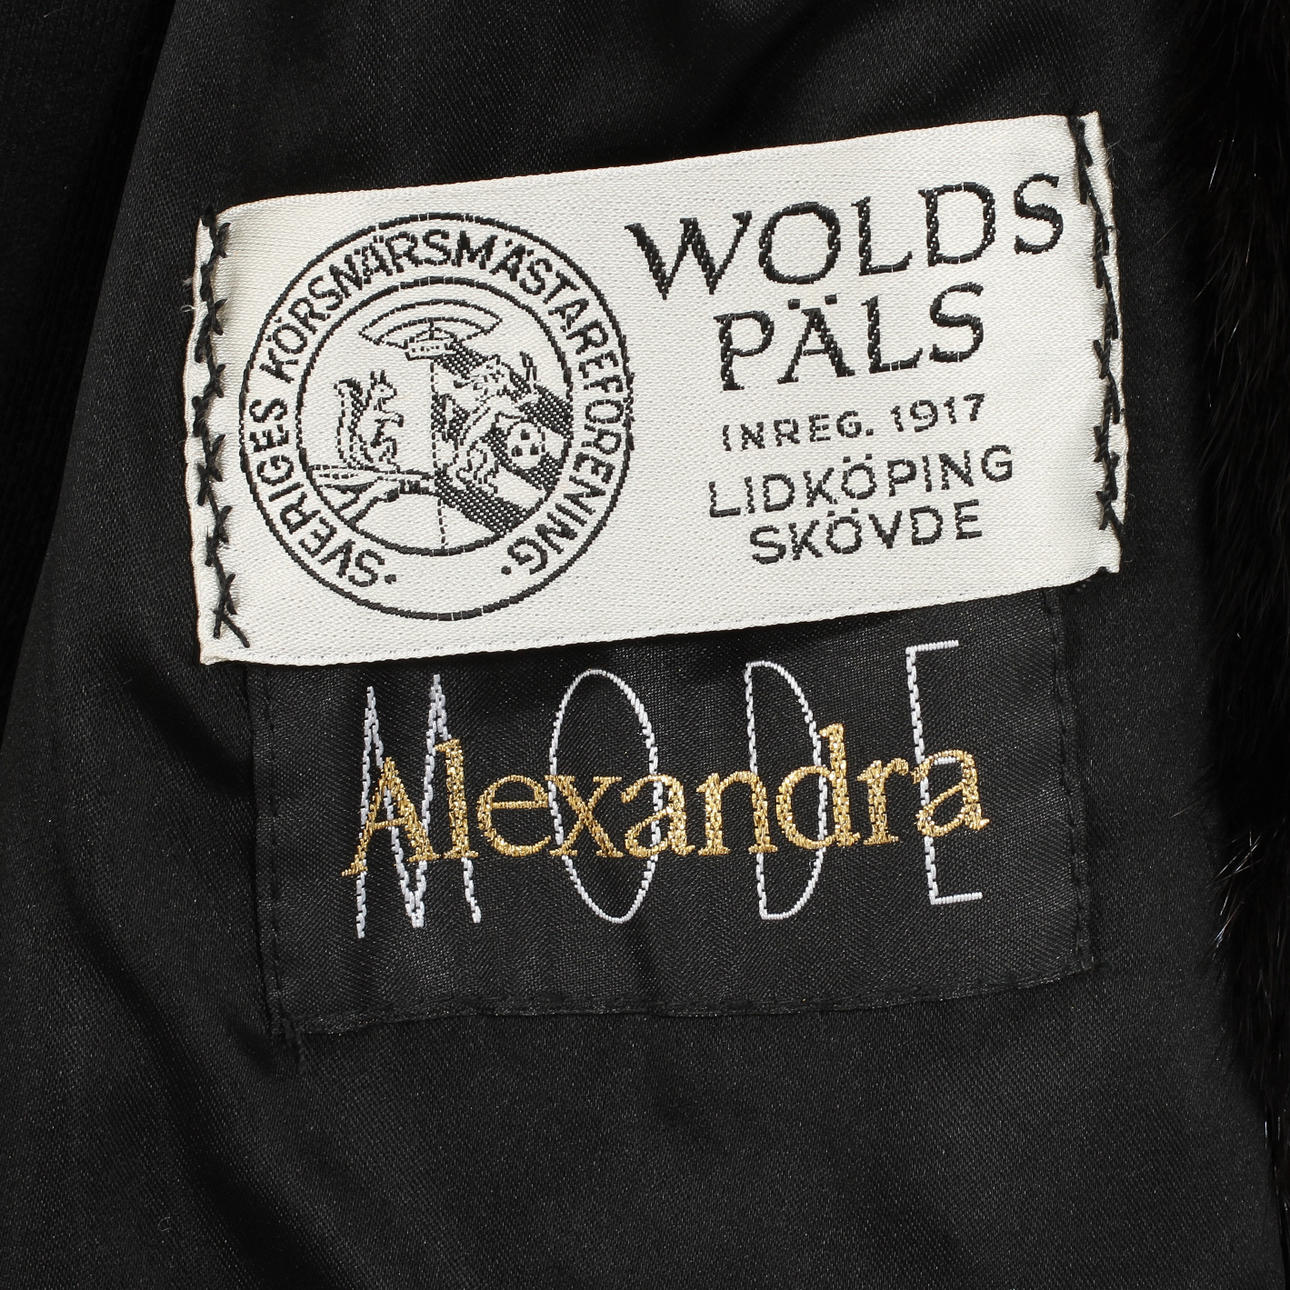 · SVERIGES KÖRSNÄRSMÄSTAREFÖRENING ·
WOLDS
PÄLS
INREG. 1917
LIDKÖPING
SKÖVDE
MODE
Alexandra